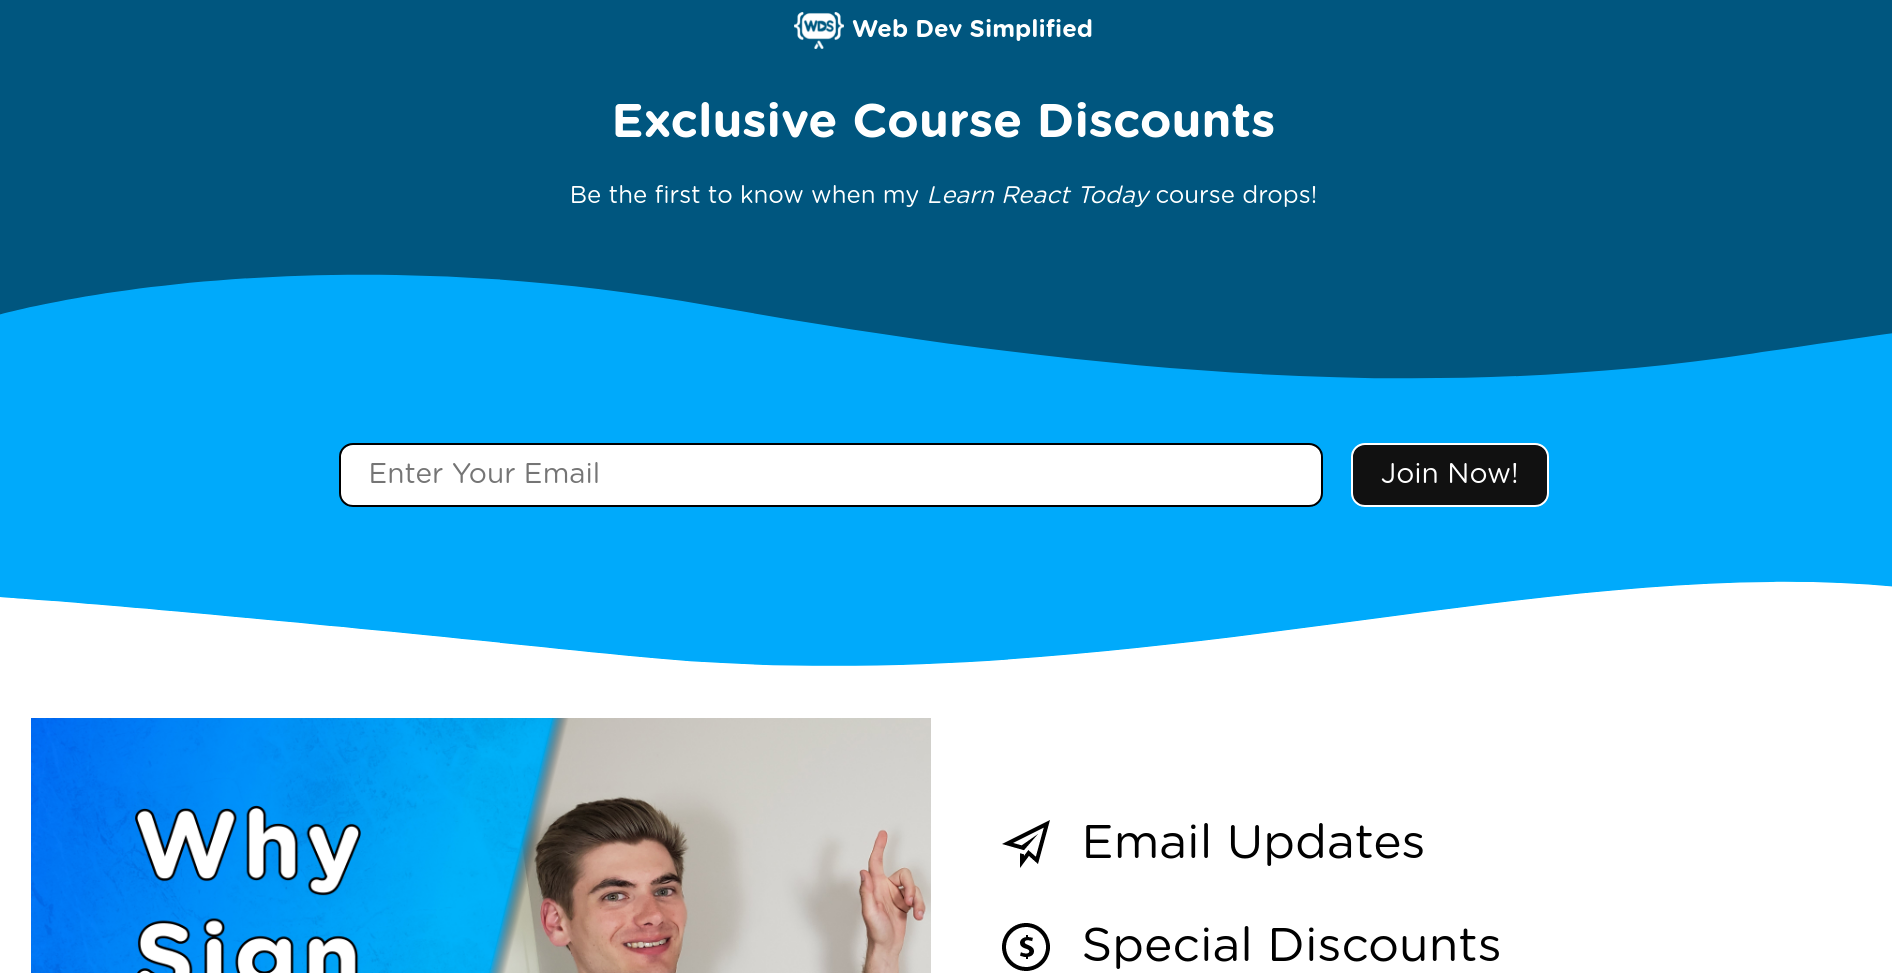 WDS Web Dev Simplified
Exclusive Course Discounts
Be the first to know when my Learn React Today course drops!
Enter Your Email
Join Now!
Why
Sign
Email Updates
$ Special Discounts